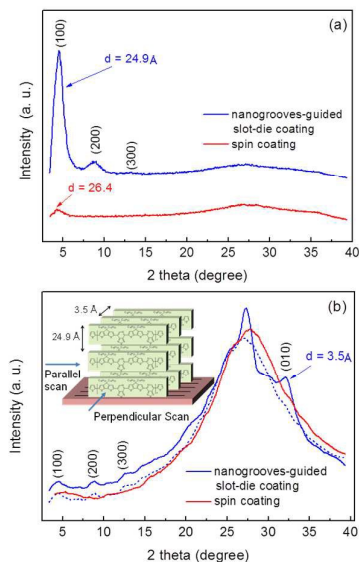 (a)
(100)
d = 24.9Å
(200)
(300)
nanogrooves-guided
slot-die coating
spin coating
d = 26.4
Intensity (a. u.)
5 10 15 20 25 30 35 40
2 theta (degree)
(b)
3.5 Å
24.9 Å
Parallel
scan
Perpendicular Scan
(010)
d = 3.5Å
(100)
(200)
(300)
nanogrooves-guided
slot-die coating
spin coating
Intensity (a. u.)
5 10 15 20 25 30 35 40
2 theta (degree)